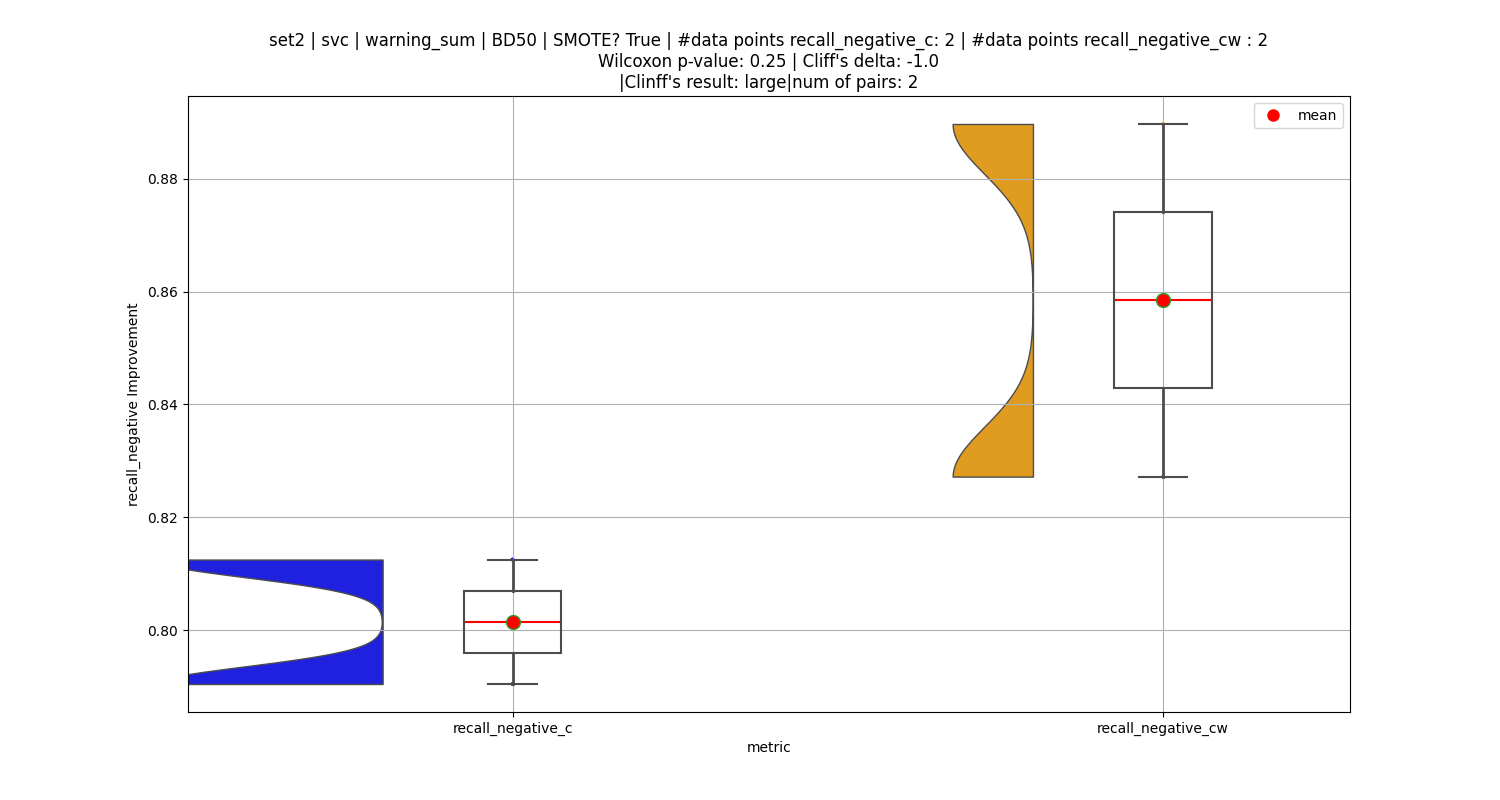 set2 | svc | warning_sum | BD50 | SMOTE? True | #data points recall_negative_c: 2 | #data points recall_negative_cw : 2
Wilcoxon p-value: 0.25 | Cliff's delta: -1.0
|Clinff's result: large|num of pairs: 2
mean
0.88
0.86
0.84
0.82
0.80
recall_negative Improvement
recall_negative_c
recall_negative_cw
metric